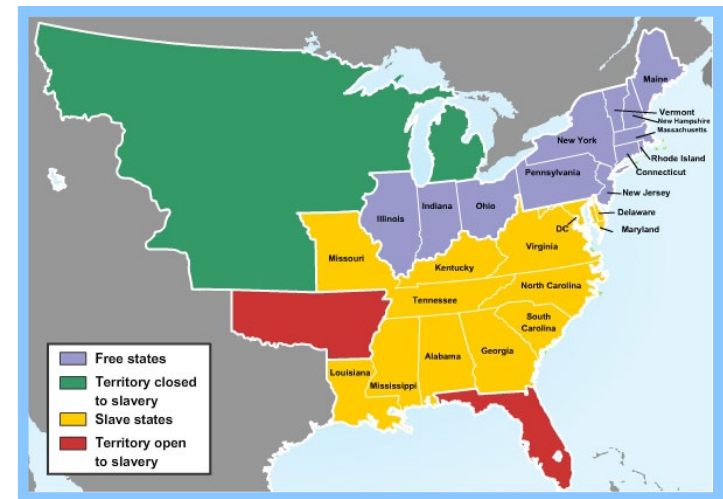 Maine
Vermont
New Hampshire
Massachusetts
New York
Rhode Island
Connecticut
Pennsylvania
New Jersey
Illinois
Indiana
Ohio
Delaware
DC
Maryland
Virginia
Missouri
Kentucky
North Carolina
Tennessee
South
Carolina
Georgia
Alabama
Louisiana
Mississippi
Free states
Territory closed
to slavery
Slave states
Territory open
to slavery